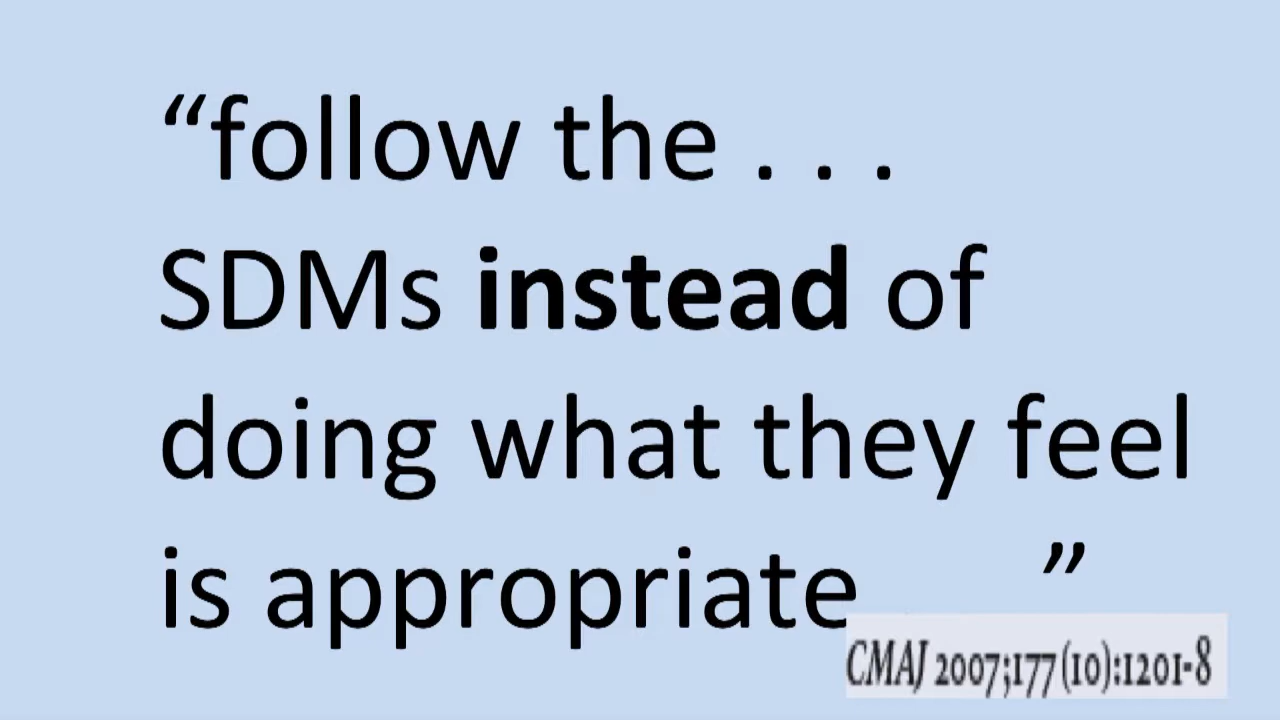 “follow the . . .
SDMs instead of
doing what they feel
is appropriate ”
CMAJ 2007;177(10):1201-8